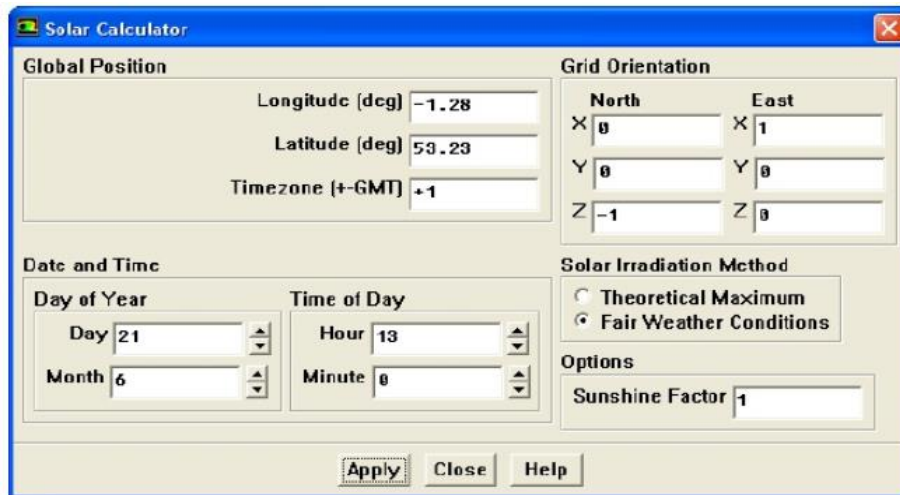 Solar Calculator
Global Position
Longitude (deg) -1.28
Latitude (deg) 53.23
Timezone (+-GMT) +1
Grid Orientation
North East
X 0 X 1
Y 0 Y 0
Z -1 Z 0
Date and Time
Day of Year Time of Day
Day 21 Hour 13
Month 6 Minute 0
Solar Irradiation Method
Theoretical Maximum
Fair Weather Conditions
Options
Sunshine Factor 1
Apply Close Help